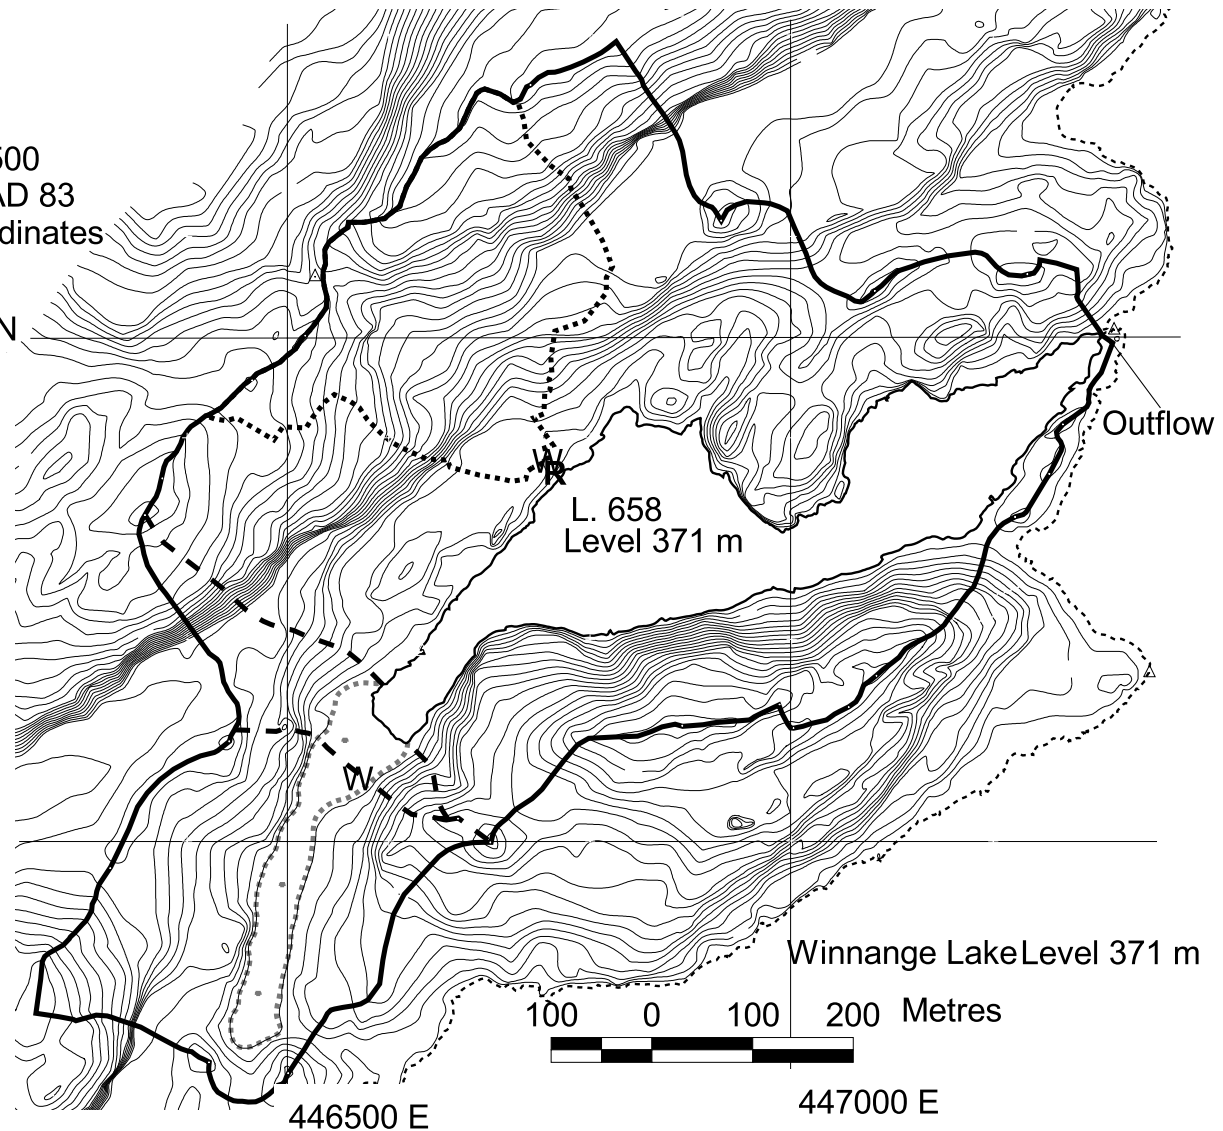 500
AD 83
dinates
N
Outflow
W
R
L. 658
Level 371 m
W
Winnange Lake Level 371 m
100 0 100 200 Metres
446500 E
447000 E